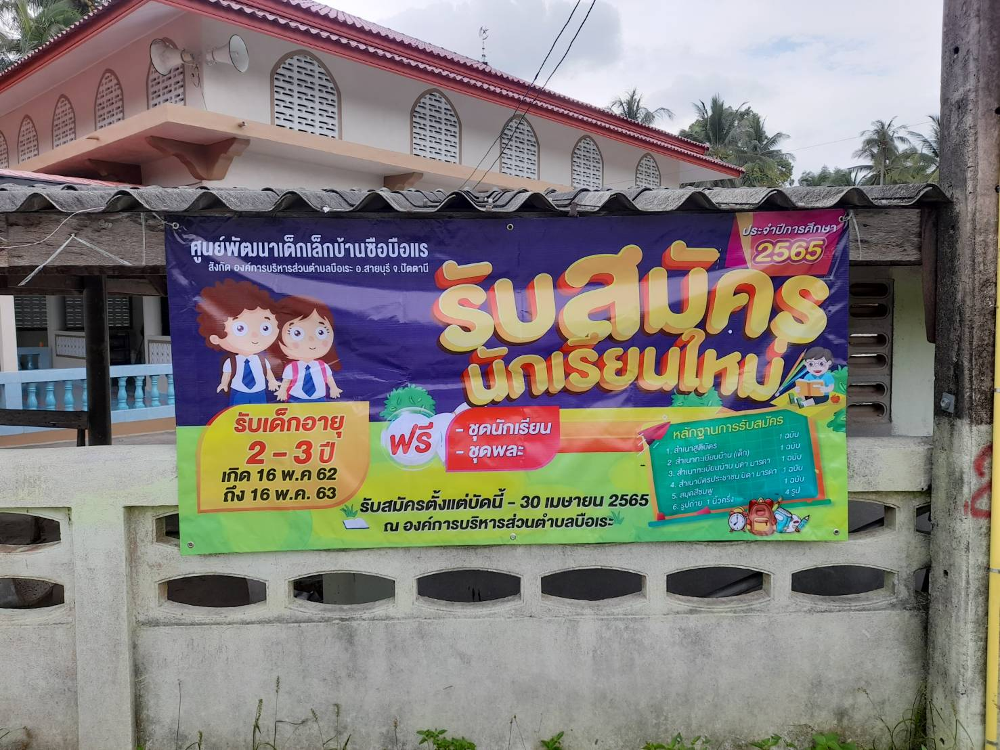 ศูนย์พัฒนาเด็กเล็กบ้านซือบือแร
สังกัด องค์การบริหารส่วนตำบลบือเระ อ.สายบุรี จ.ปัตตานี
ประจำปีการศึกษา
2565
รับสมัคร
นักเรียนใหม่
รับเด็กอายุ
2 - 3 ปี
เกิด 16 พ.ค 62
ถึง 16 พ.ค. 63
ฟรี
- ชุดนักเรียน
- ชุดพละ
รับสมัครตั้งแต่บัดนี้ - 30 เมษายน 2565
ณ องค์การบริหารส่วนตำบลบือเระ
หลักฐานการรับสมัคร
1. สำเนาสูติบัตร 1 ฉบับ
2. สำเนาทะเบียนบ้าน (เด็ก) 1 ฉบับ
3. สำเนาทะเบียนบ้าน บิดา มารดา 1 ฉบับ
4. สำเนาบัตรประชาชน บิดา มารดา 1 ฉบับ
5. สมุดสีชมพู 1 ฉบับ
6. รูปถ่าย 1 นิ้วครึ่ง 4 รูป